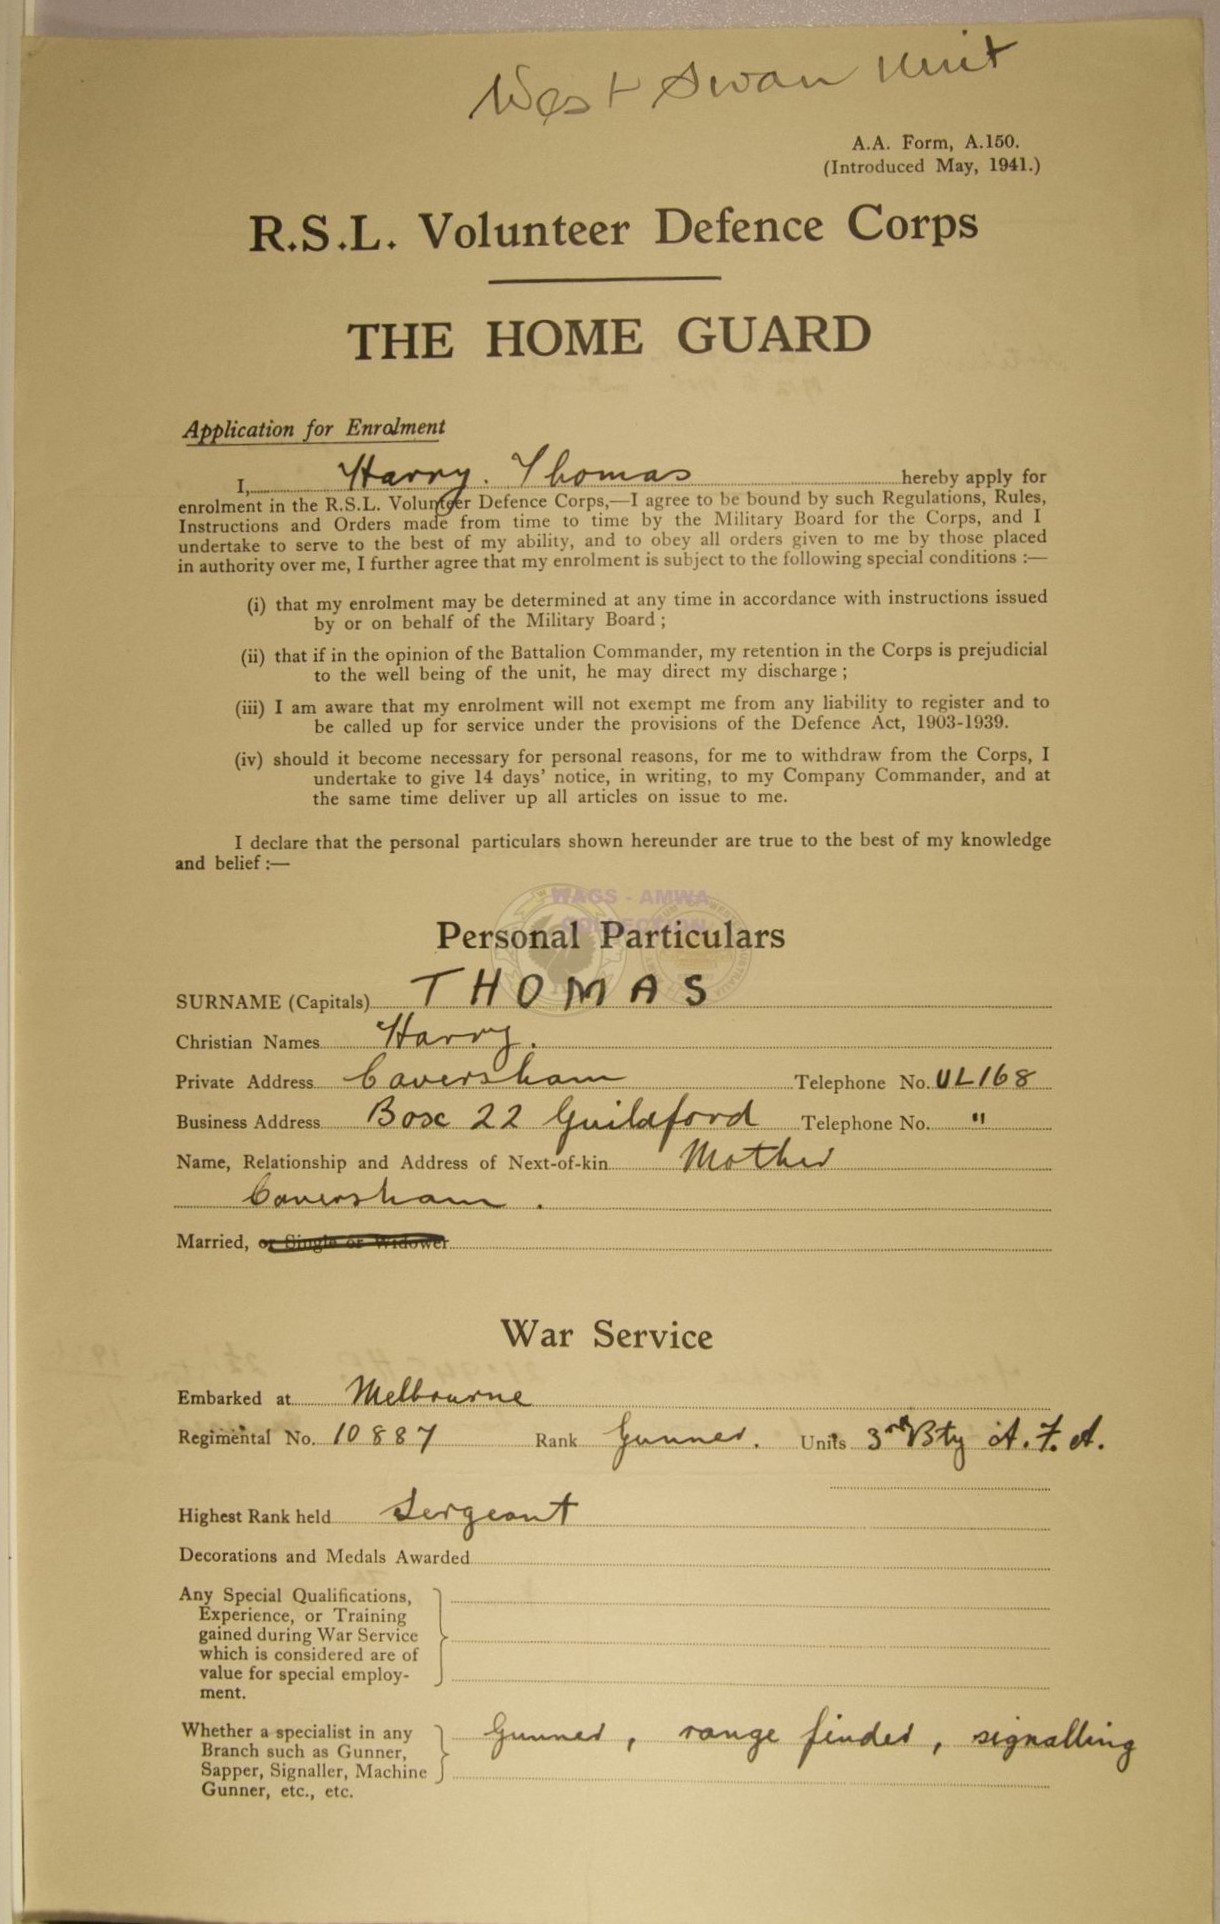 West Swan Unit
A.A. Form, A.150.
(Introduced May, 1941.)
R.S.L. Volunteer Defence Corps
THE HOME GUARD
Application for Enrolment
I, Harry. Thomas hereby apply for
enrolment in the R.S.L. Volunteer Defence Corps,—I agree to be bound by such Regulations, Rules,
Instructions and Orders made from time to time by the Military Board for the Corps, and I
undertake to serve to the best of my ability, and to obey all orders given to me by those placed
in authority over me, I further agree that my enrolment is subject to the following special conditions :—
(i) that my enrolment may be determined at any time in accordance with instructions issued
by or on behalf of the Military Board ;
(ii) that if in the opinion of the Battalion Commander, my retention in the Corps is prejudicial
to the well being of the unit, he may direct my discharge ;
(iii) I am aware that my enrolment will not exempt me from any liability to register and to
be called up for service under the provisions of the Defence Act, 1903-1939.
(iv) should it become necessary for personal reasons, for me to withdraw from the Corps, I
undertake to give 14 days' notice, in writing, to my Company Commander, and at
the same time deliver up all articles on issue to me.
I declare that the personal particulars shown hereunder are true to the best of my knowledge
and belief :—
WAGS - AMWA
COLLECTION
Personal Particulars
SURNAME (Capitals) THOMAS
Christian Names Harry.
Private Address Caversham Telephone No. UL168
Business Address Box 22 Guildford Telephone No. "
Name, Relationship and Address of Next-of-kin Mother
Caversham .
Married, or Single or Widower
War Service
Embarked at Melbourne
Regimental No. 10887 Rank Gunner. Units 3rd Bty A.F.A.
Highest Rank held Sergeant
Decorations and Medals Awarded
Any Special Qualifications,
Experience, or Training
gained during War Service
which is considered are of
value for special employ-
ment.
Whether a specialist in any Gunner, range finder, signalling
Branch such as Gunner,
Sapper, Signaller, Machine
Gunner, etc., etc.